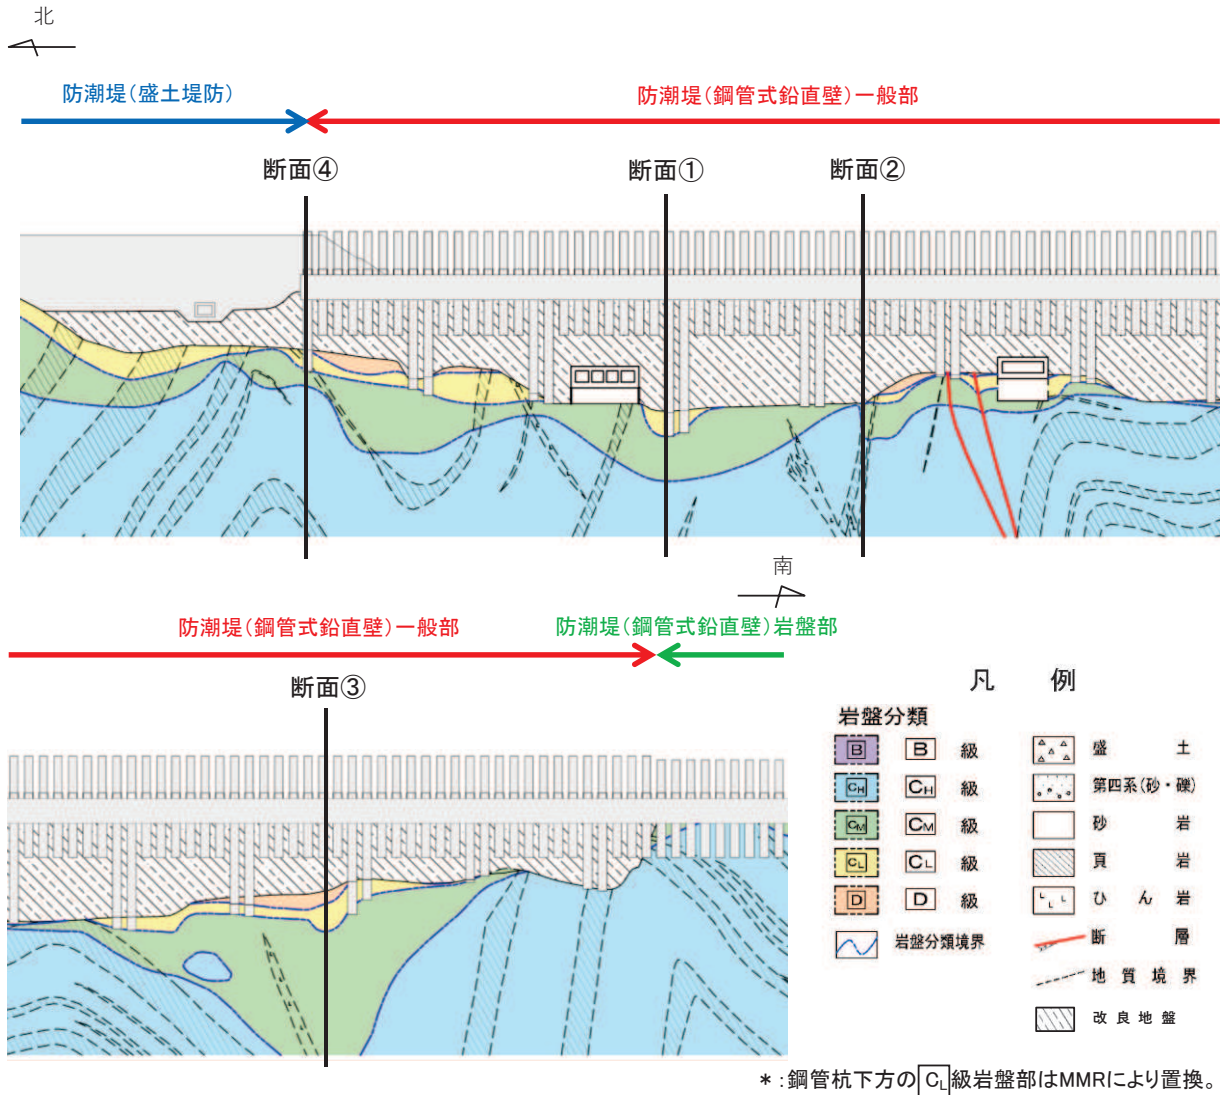 北
防潮堤(盛土堤防)
防潮堤(鋼管式鉛直壁)一般部
断面④
断面①
断面②
南
防潮堤(鋼管式鉛直壁)一般部
防潮堤(鋼管式鉛直壁)岩盤部
断面③
凡 例
岩盤分類
B B 級
CH CH 級
CM CM 級
CL CL 級
D D 級
岩盤分類境界
盛土
第四系(砂・礫)
砂岩
頁岩
ひん岩
断層
地質境界
改良地盤
*:鋼管杭下方のCL級岩盤部はMMRにより置換。